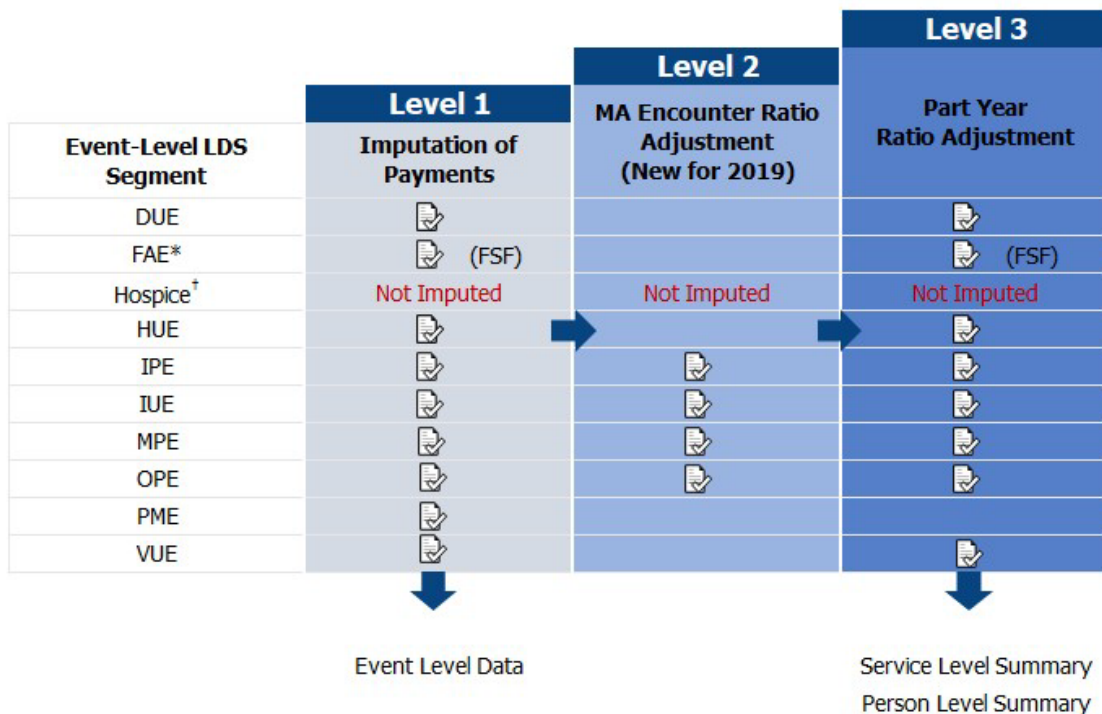 Level 3
Level 2
Level 1
MA Encounter Ratio
Adjustment
(New for 2019)
Part Year
Ratio Adjustment
Event-Level LDS
Segment
Imputation of
Payments
DUE
FAE* (FSF) (FSF)
Hospice† Not Imputed Not Imputed Not Imputed
HUE
IPE
IUE
MPE
OPE
PME
VUE
Event Level Data
Service Level Summary
Person Level Summary